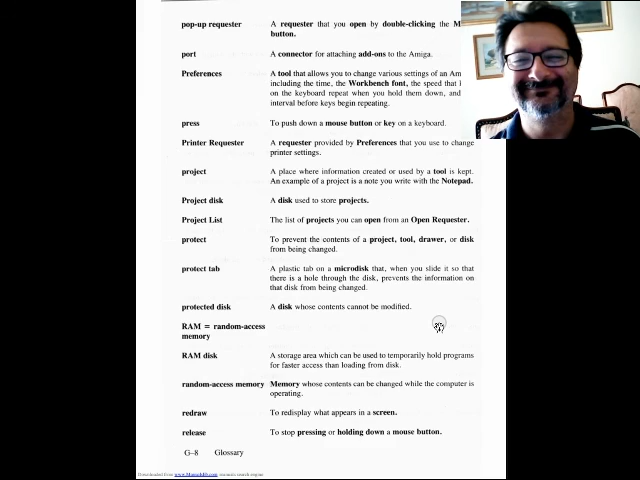 pop-up requester A requester that you open by double-clicking the M
button.
port A connector for attaching add-ons to the Amiga.
Preferences A tool that allows you to change various settings of an Am
including the time, the Workbench font, the speed that
on the keyboard repeat when you hold them down, and
interval before keys begin repeating.
press To push down a mouse button or key on a keyboard.
Printer Requester A requester provided by Preferences that you use to change
printer settings.
project A place where information created or used by a tool is kept.
An example of a project is a note you write with the Notepad.
Project disk A disk used to store projects.
Project List The list of projects you can open from an Open Requester.
protect To prevent the contents of a project, tool, drawer, or disk
from being changed.
protect tab A plastic tab on a microdisk that, when you slide it so that
there is a hole through the disk, prevents the information on
that disk from being changed.
protected disk A disk whose contents cannot be modified.
RAM = random-access
memory
RAM disk A storage area which can be used to temporarily hold programs
for faster access than loading from disk.
random-access memory Memory whose contents can be changed while the computer is
operating.
redraw To redisplay what appears in a screen.
release To stop pressing or holding down a mouse button.
G–8 Glossary
Downloaded from www.Manualslib.com manuals search engine